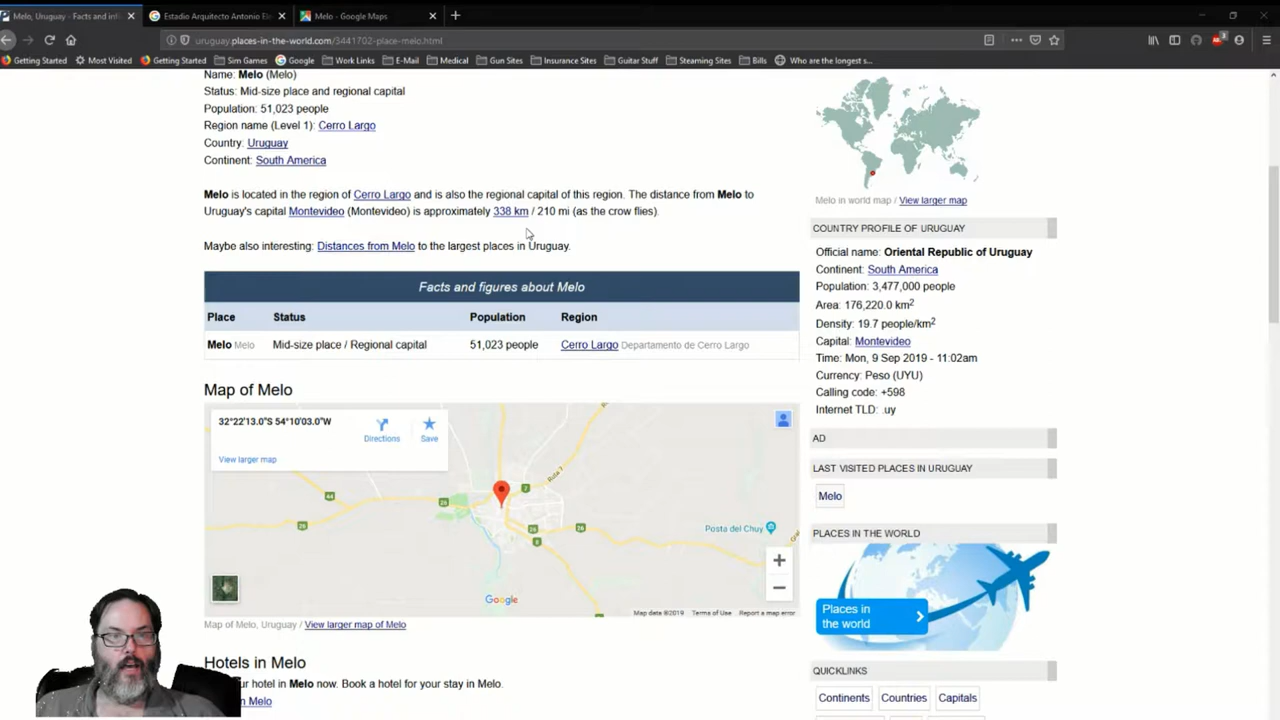 Melo, Uruguay - Facts and inf
Estadio Arquitecto Antonio El
Melo - Google Maps
uruguay.places-in-the-world.com/3441702-place-melo.html
3
Getting Started
Most Visited
Getting Started
Sim Games
Google
Work Links
E-Mail
Medical
Gun Sites
Insurance Sites
Guitar Stuff
Steaming Sites
Bills
Who are the longest s...
Name: Melo (Melo)
Status: Mid-size place and regional capital
Population: 51,023 people
Region name (Level 1): Cerro Largo
Country: Uruguay
Continent: South America
Melo is located in the region of Cerro Largo and is also the regional capital of this region. The distance from Melo to
Uruguay's capital Montevideo (Montevideo) is approximately 338 km / 210 mi (as the crow flies).
Maybe also interesting: Distances from Melo to the largest places in Uruguay.
Facts and figures about Melo
Place Status Population Region
Melo Melo Mid-size place / Regional capital 51,023 people Cerro Largo Departamento de Cerro Largo
Map of Melo
32°22'13.0"S 54°10'03.0"W
Directions
Save
View larger map
Ruta 7
44
26
26
7
26
26
8
Posta del Chuy
Google
Map data ©2019 Terms of Use Report a map error
Map of Melo, Uruguay / View larger map of Melo
Hotels in Melo
ur hotel in Melo now. Book a hotel for your stay in Melo.
n Melo
Melo in world map / View larger map
COUNTRY PROFILE OF URUGUAY
Official name: Oriental Republic of Uruguay
Continent: South America
Population: 3,477,000 people
Area: 176,220.0 km2
Density: 19.7 people/km2
Capital: Montevideo
Time: Mon, 9 Sep 2019 - 11:02am
Currency: Peso (UYU)
Calling code: +598
Internet TLD: .uy
AD
LAST VISITED PLACES IN URUGUAY
Melo
PLACES IN THE WORLD
Places in
the world
QUICKLINKS
Continents
Countries
Capitals